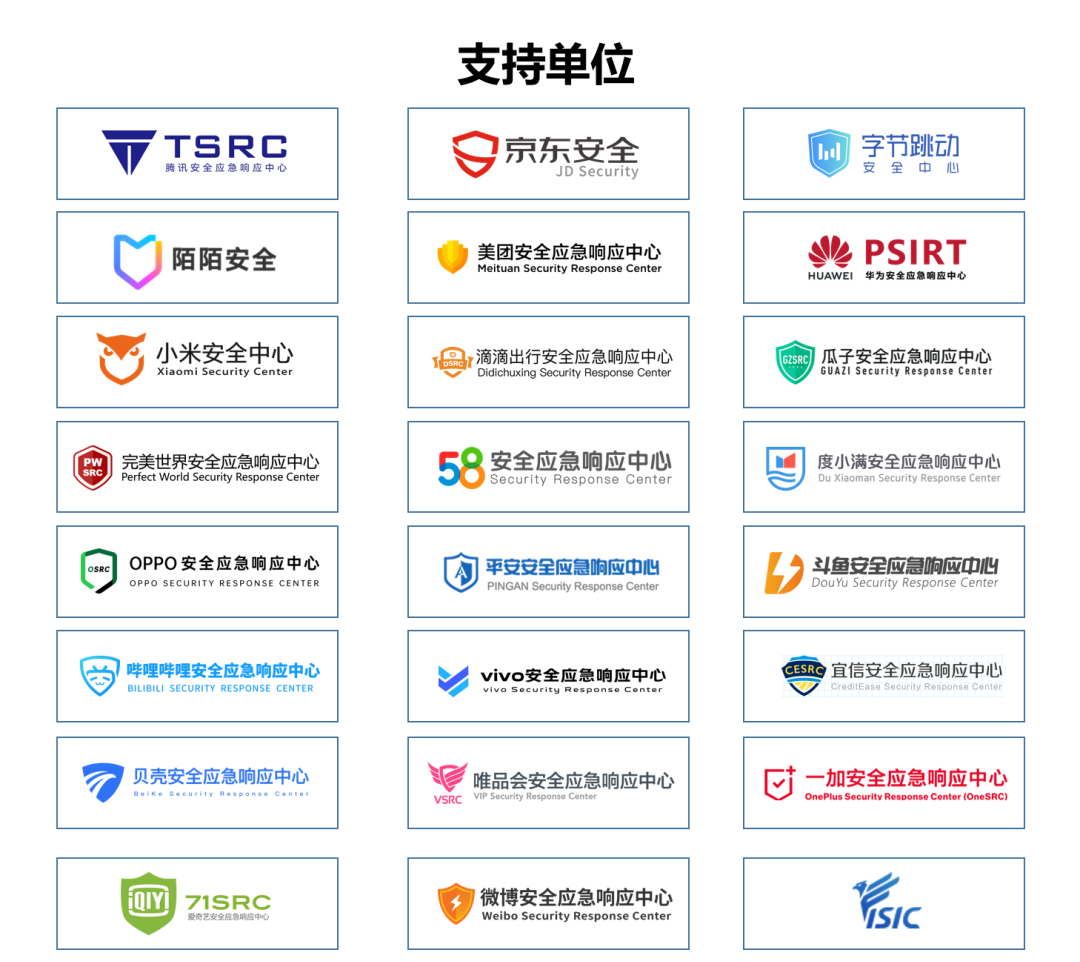 支持单位
TSRC
腾讯安全应急响应中心
京东安全
JD Security
字节跳动
安全中心
陌陌安全
美团安全应急响应中心
Meituan Security Response Center
HUAWEI
PSIRT
华为安全应急响应中心
小米安全中心
Xiaomi Security Center
DSRC
滴滴出行安全应急响应中心
Didichuxing Security Response Center
GZSRC
瓜子安全应急响应中心
GUAZI Security Response Center
PW
SRC
完美世界安全应急响应中心
Perfect World Security Response Center
58 安全应急响应中心
Security Response Center
度小满安全应急响应中心
Du Xiaoman Security Response Center
OSRC
OPPO 安全应急响应中心
OPPO SECURITY RESPONSE CENTER
平安安全应急响应中心
PINGAN Security Response Center
斗鱼安全应急响应中心
DouYu Security Response Center
哔哩哔哩安全应急响应中心
BILIBILI SECURITY RESPONSE CENTER
vivo安全应急响应中心
vivo Security Response Center
CESRC
宜信安全应急响应中心
CreditEase Security Response Center
贝壳安全应急响应中心
BeiKe Security Response Center
VSRC
唯品会安全应急响应中心
VIP Security Response Center
一加安全应急响应中心
OnePlus Security Response Center (OneSRC)
iQIYI
71SRC
爱奇艺安全应急响应中心
微博安全应急响应中心
Weibo Security Response Center
ISIC